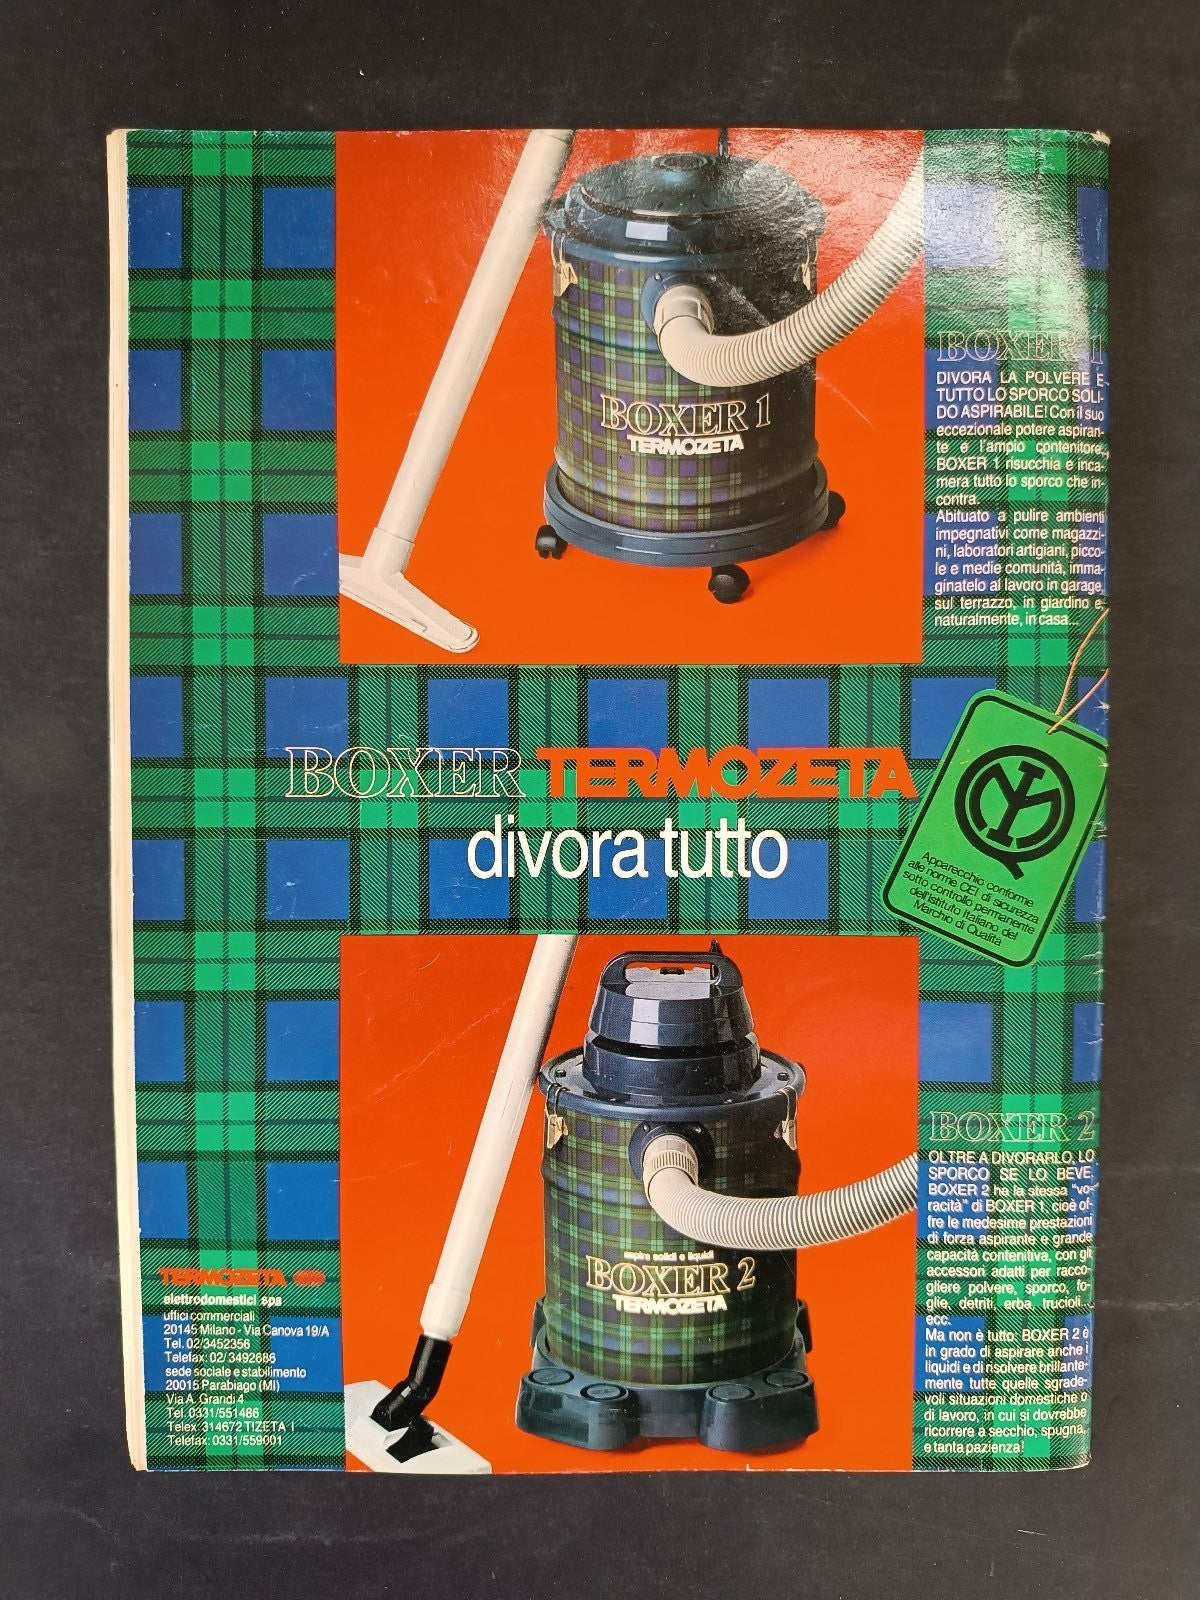 BOXER 1
TERMOZETA
BOXER 1
DIVORA LA POLVERE E
TUTTO LO SPORCO SOLI-
DO ASPIRABILE! Con il suo
eccezionale potere aspiran-
te e l'ampio contenitore,
BOXER 1 risucchia e inca-
mera tutto lo sporco che in-
contra.
Abituato a pulire ambienti
impegnativi come magazzi-
ni, laboratori artigiani, picco-
le e medie comunità, imma-
ginatelo al lavoro in garage,
sul terrazzo, in giardino e,
naturalmente, in casa...
BOXER TERMOZETA
divora tutto
Apparecchio conforme
alle norme CEI di sicurezza
sotto controllo permanente
dell'Istituto Italiano del
Marchio di Qualità
aspira solidi e liquidi
BOXER 2
TERMOZETA
BOXER 2
OLTRE A DIVORARLO, LO
SPORCO SE LO BEVE.
BOXER 2 ha la stessa "vo-
racità" di BOXER 1, cioè of-
fre le medesime prestazioni
di forza aspirante e grande
capacità contenitiva, con gli
accessori adatti per racco-
gliere polvere, sporco, fo-
glie, detriti, erba, trucioli...
ecc.
Ma non è tutto: BOXER 2 è
in grado di aspirare anche i
liquidi e di risolvere brillante-
mente tutte quelle sgrade-
voli situazioni domestiche o
di lavoro, in cui si dovrebbe
ricorrere a secchio, spugna,
e tanta pazienza!
TERMOZETA
elettrodomestici spa
uffici commerciali
20145 Milano - Via Canova 19/A
Tel. 02/3452356
Telefax: 02/3492686
sede sociale e stabilimento
20015 Parabiago (MI)
Via A. Grandi 4
Tel. 0331/551486
Telex 314672 TIZETA I
Telefax: 0331/559001